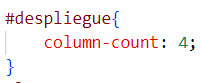 #despliegue{
    column-count: 4;
}